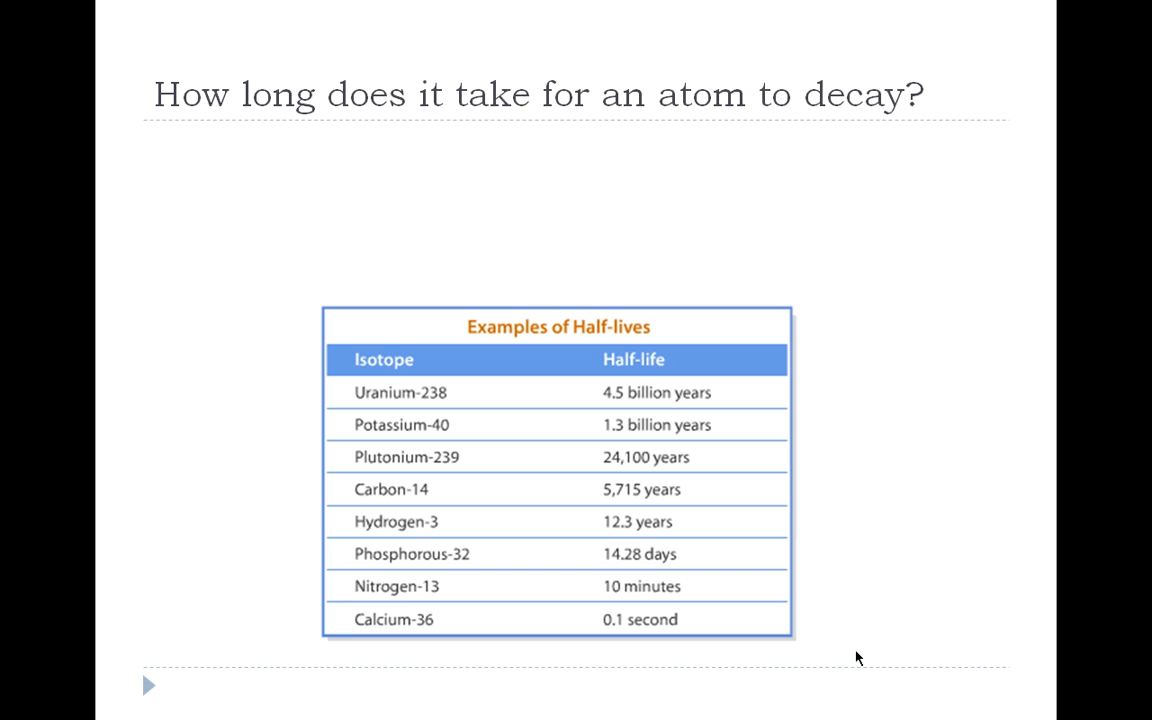 How long does it take for an atom to decay?
Examples of Half-lives
Isotope Half-life
Uranium-238 4.5 billion years
Potassium-40 1.3 billion years
Plutonium-239 24,100 years
Carbon-14 5,715 years
Hydrogen-3 12.3 years
Phosphorous-32 14.28 days
Nitrogen-13 10 minutes
Calcium-36 0.1 second